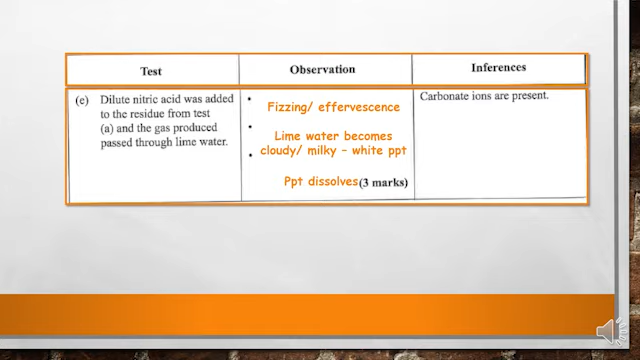 Test
Observation
Inferences
(e) Dilute nitric acid was added
to the residue from test
(a) and the gas produced
passed through lime water.
• Fizzing/ effervescence
• Lime water becomes
cloudy/ milky – white ppt
• Ppt dissolves (3 marks)
Carbonate ions are present.